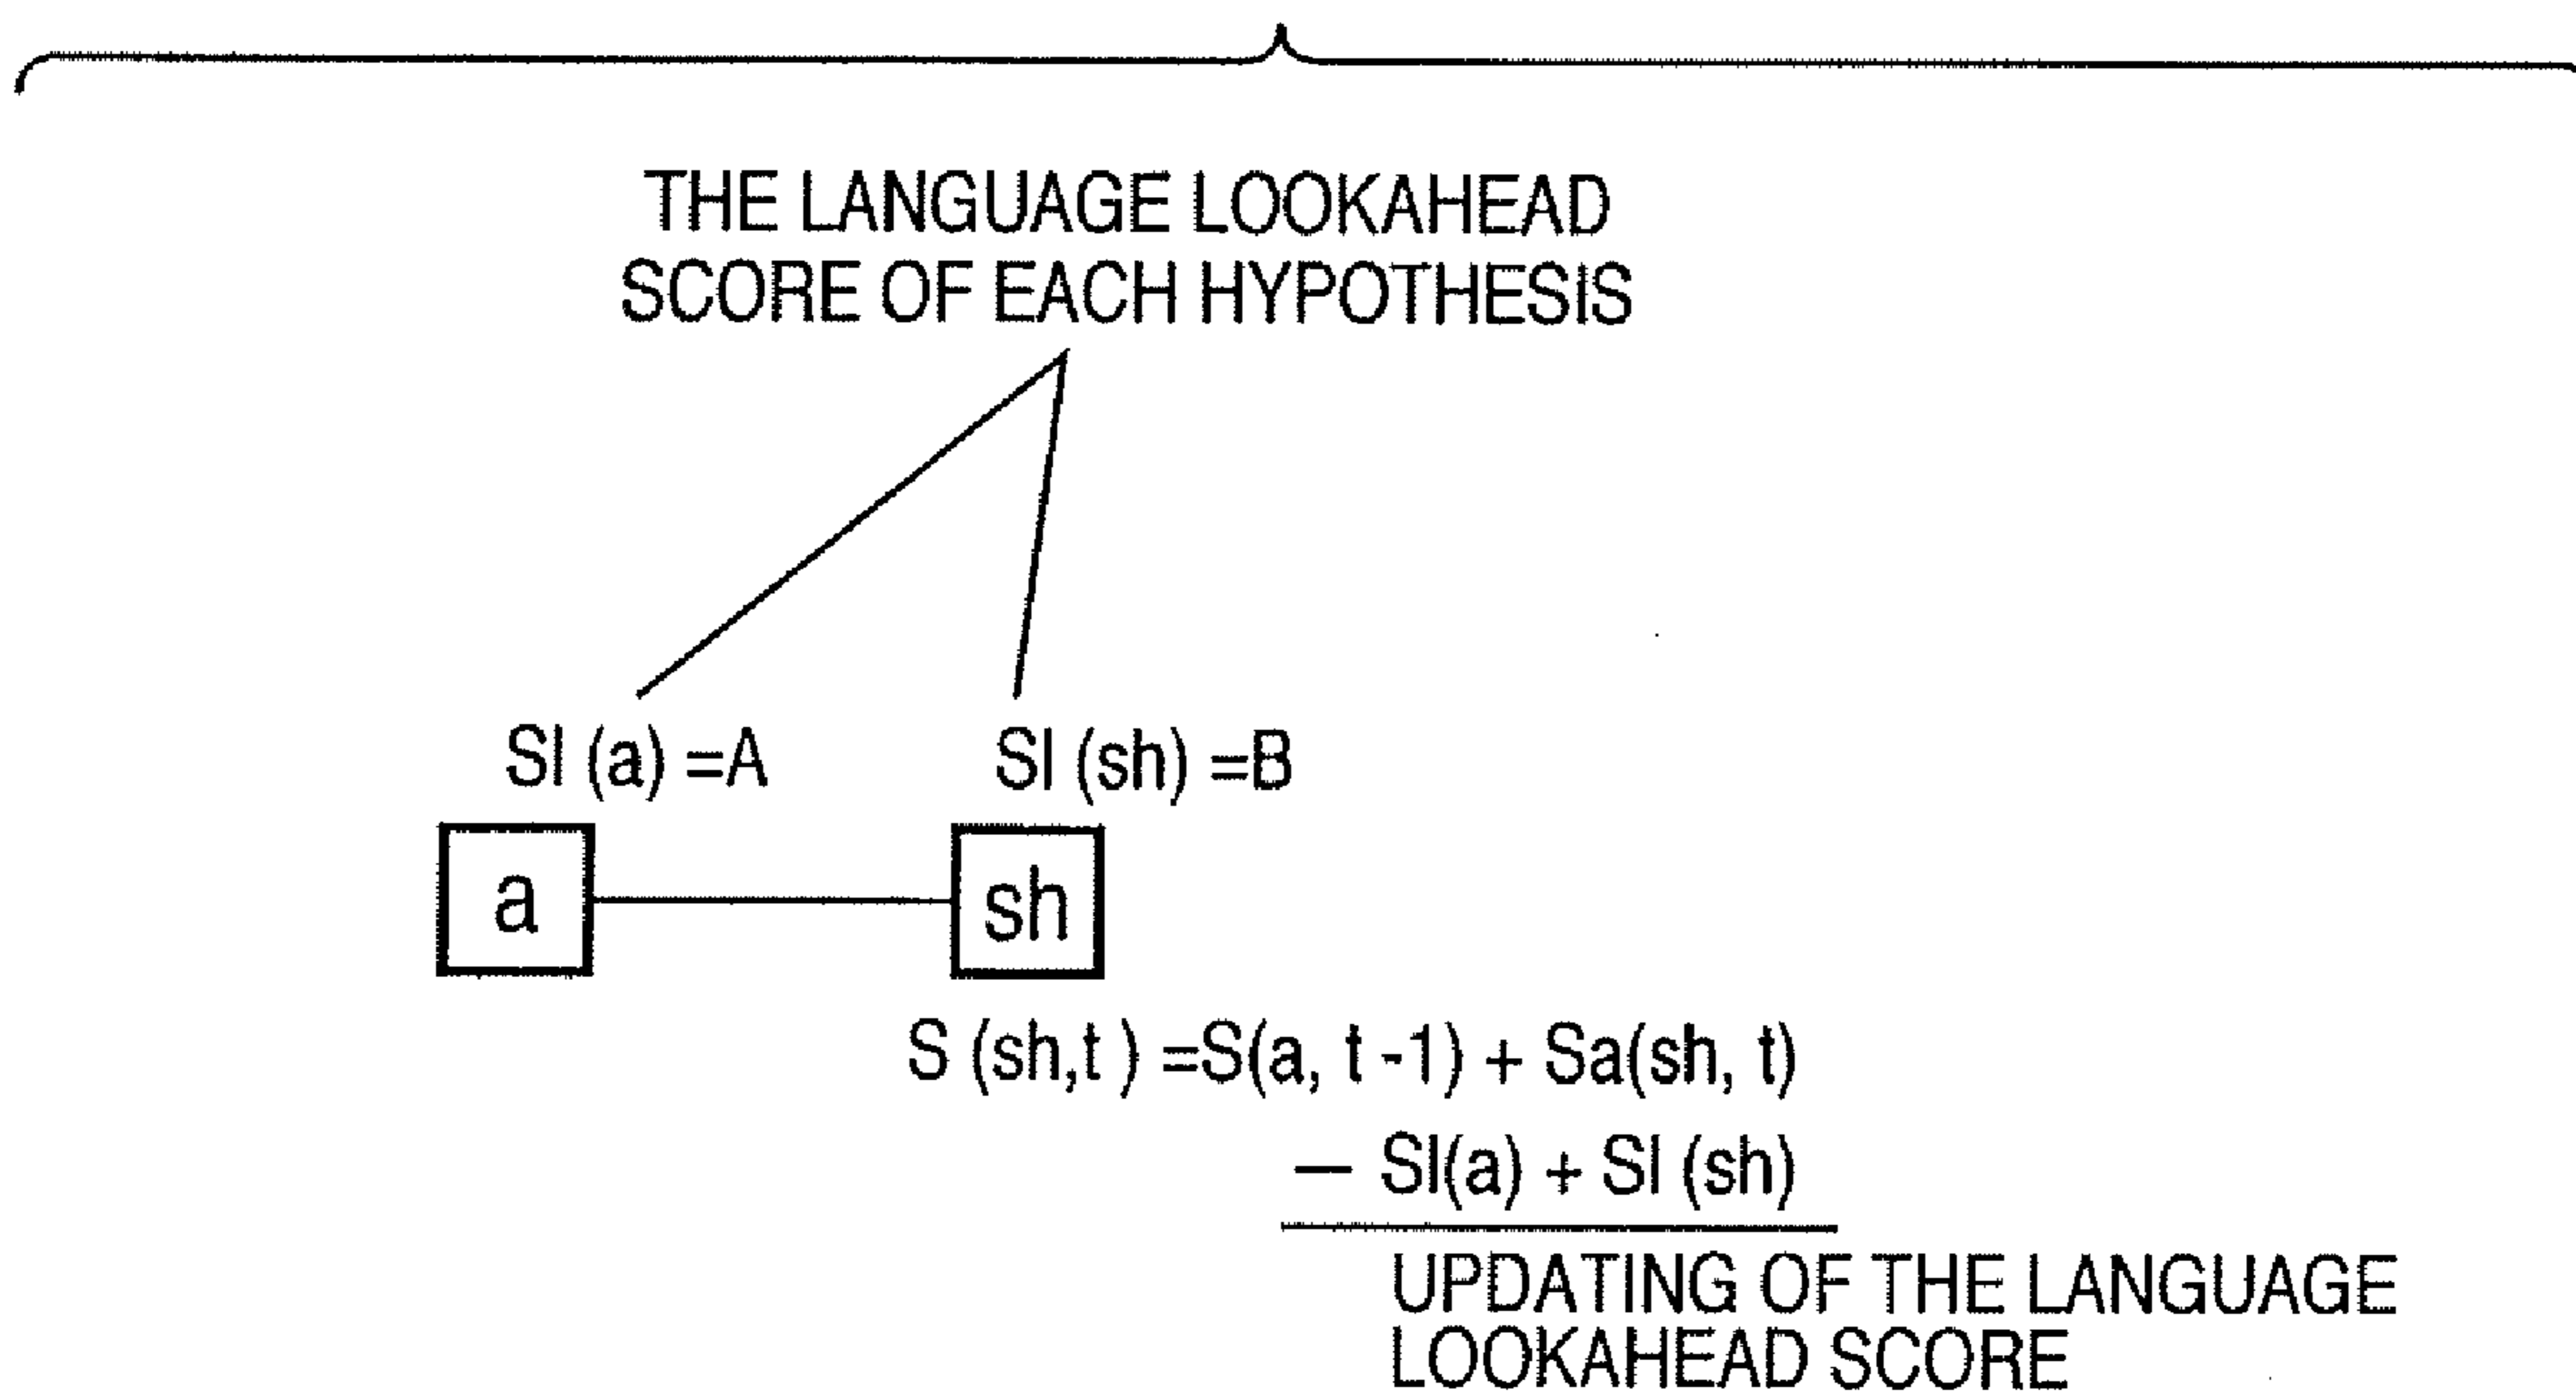 THE LANGUAGE LOOKAHEAD
SCORE OF EACH HYPOTHESIS
Sl (a) =A
Sl (sh) =B
a
sh
S (sh,t ) =S(a, t -1) + Sa(sh, t)
— Sl(a) + Sl (sh)
UPDATING OF THE LANGUAGE
LOOKAHEAD SCORE